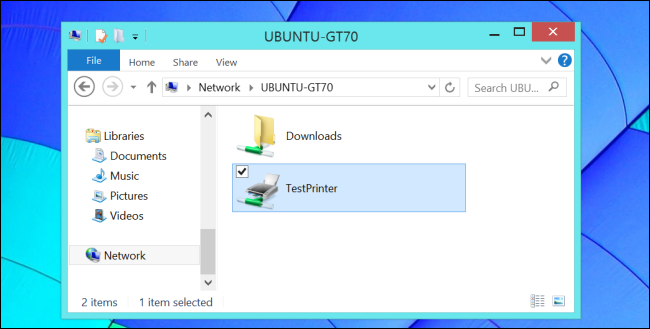 UBUNTU-GT70
File Home Share View
Network UBUNTU-GT70 Search UBU...
Libraries
Documents
Music
Pictures
Videos
Network
Downloads
TestPrinter
2 items 1 item selected